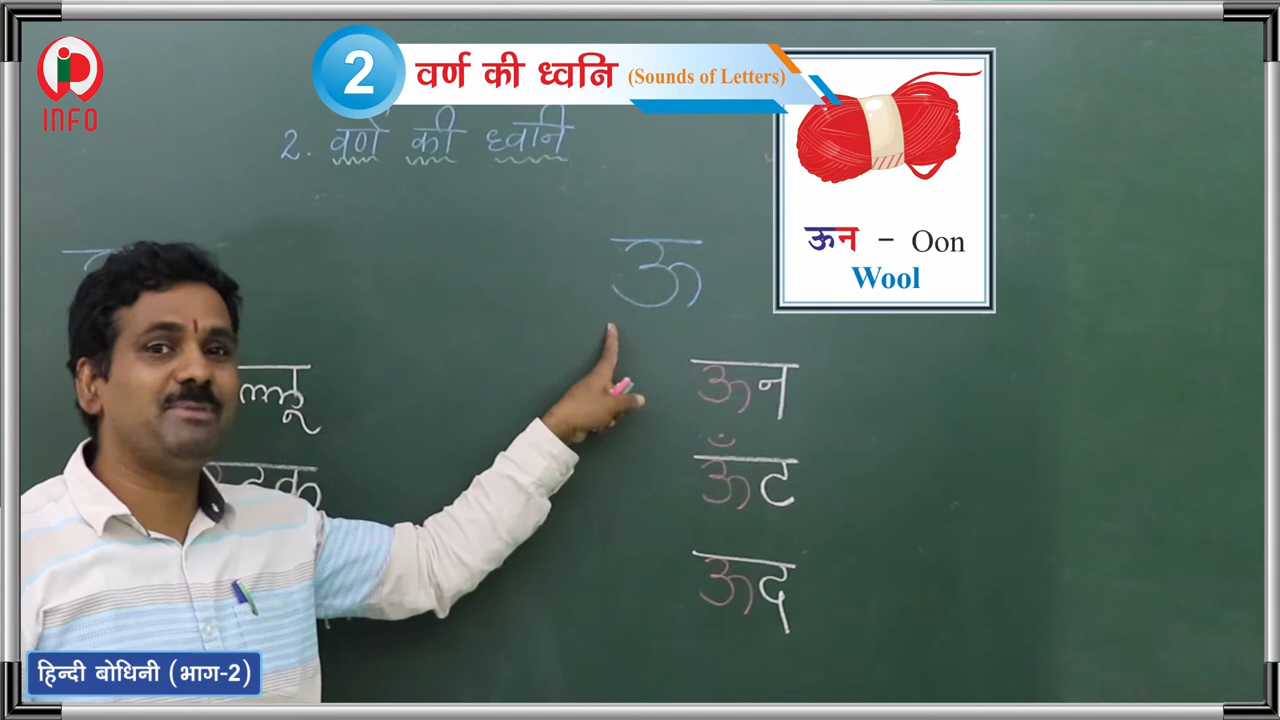 INFO
2 वर्ण की ध्वनि (Sounds of Letters)
2. वर्ण की ध्वनि
ऊ
ऊन – Oon
Wool
ऊन
ऊँट
ऊद
हिन्दी बोधिनी (भाग-2)